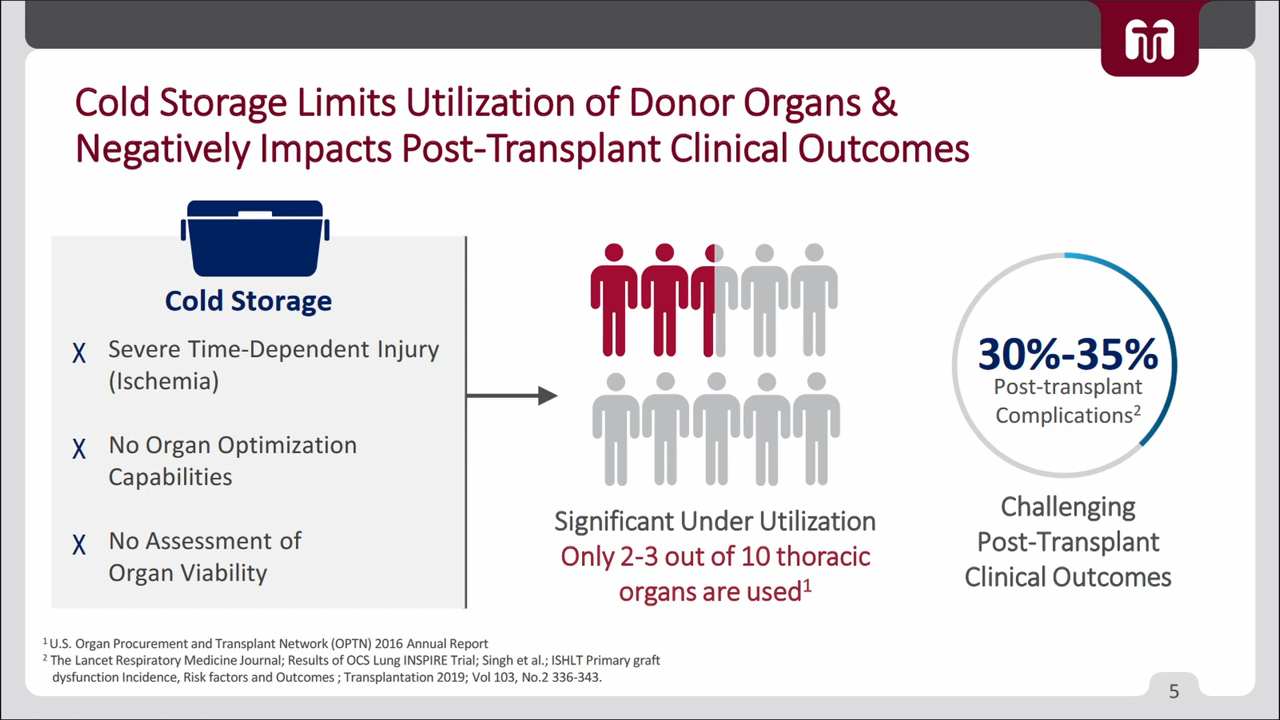 Cold Storage Limits Utilization of Donor Organs &
Negatively Impacts Post-Transplant Clinical Outcomes
Cold Storage
X Severe Time-Dependent Injury
(Ischemia)
X No Organ Optimization
Capabilities
X No Assessment of
Organ Viability
Significant Under Utilization
Only 2-3 out of 10 thoracic
organs are used¹
30%-35%
Post-transplant
Complications²
Challenging
Post-Transplant
Clinical Outcomes
¹ U.S. Organ Procurement and Transplant Network (OPTN) 2016 Annual Report
² The Lancet Respiratory Medicine Journal; Results of OCS Lung INSPIRE Trial; Singh et al.; ISHLT Primary graft
dysfunction Incidence, Risk factors and Outcomes ; Transplantation 2019; Vol 103, No.2 336-343.
5